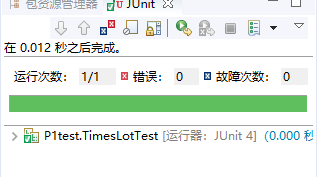 包资源管理器 JUnit
在 0.012 秒之后完成。
运行次数： 1/1 错误： 0 故障次数： 0
P1test.TimesLotTest [运行器：JUnit 4] (0.000 秒